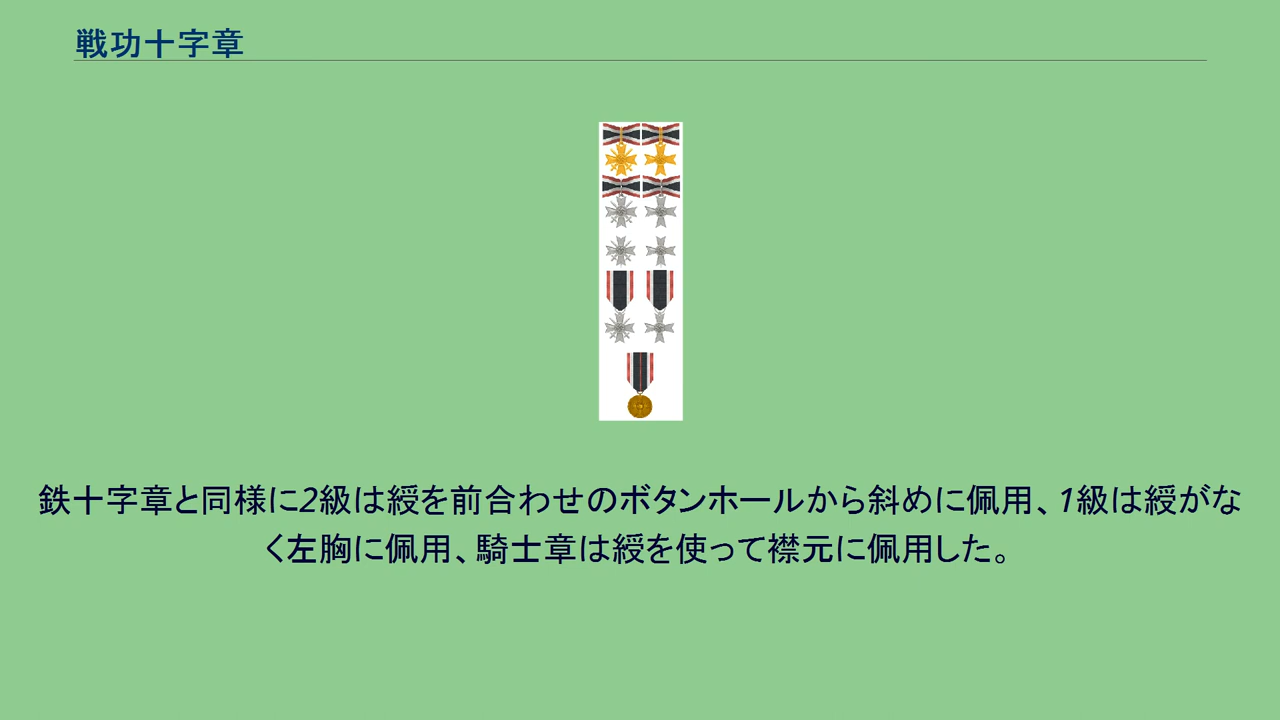 戦功十字章
鉄十字章と同様に2級は綬を前合わせのボタンホールから斜めに佩用、1級は綬がな
く左胸に佩用、騎士章は綬を使って襟元に佩用した。